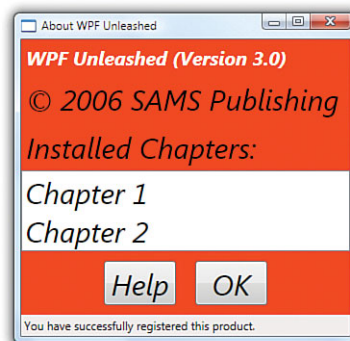 About WPF Unleashed
WPF Unleashed (Version 3.0)
© 2006 SAMS Publishing
Installed Chapters:
Chapter 1
Chapter 2
Help OK
You have successfully registered this product.